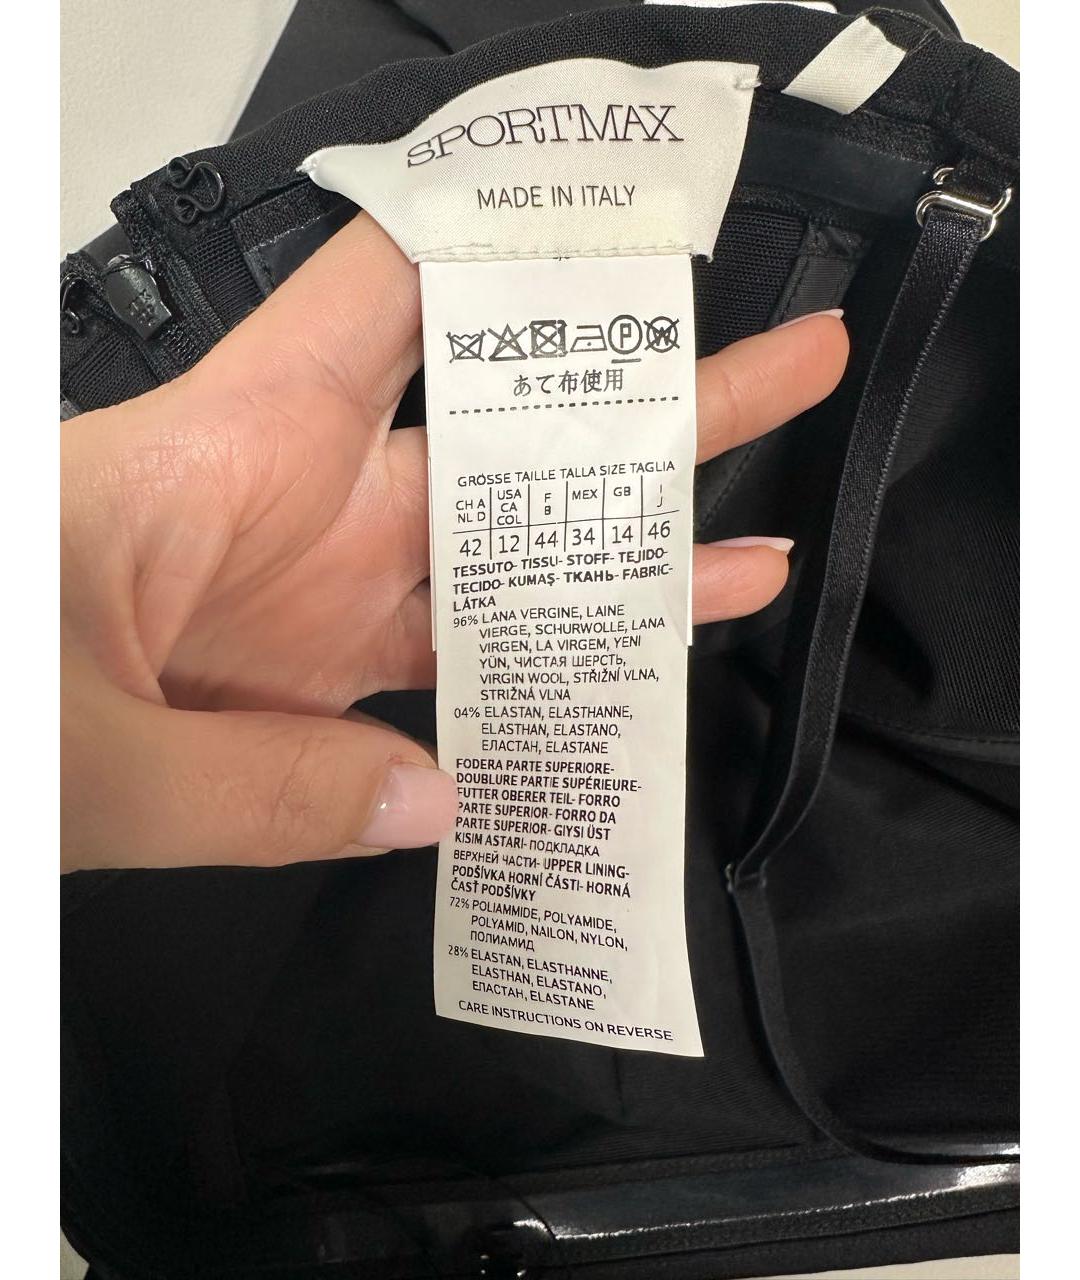 SPORTMAX
MADE IN ITALY
P W
あて布使用
GRÖSSE TAILLE TALLA SIZE TAGLIA
CH A NL D USA CA COL F B MEX GB I J
42 12 44 34 14 46
TESSUTO- TISSU- STOFF- TEJIDO-
TECIDO- KUMAŞ- ТКАНЬ- FABRIC-
LÁTKA
96% LANA VERGINE, LAINE
VIERGE, SCHURWOLLE, LANA
VIRGEN, LA VIRGEM, YENI
YÜN, ЧИСТАЯ ШЕРСТЬ,
VIRGIN WOOL, STŘIŽNÍ VLNA,
STRIŽNÁ VLNA
04% ELASTAN, ELASTHANNE,
ELASTHAN, ELASTANO,
ЕЛАСТАН, ELASTANE
FODERA PARTE SUPERIORE-
DOUBLURE PARTIE SUPÉRIEURE-
FUTTER OBERER TEIL- FORRO
PARTE SUPERIOR- FORRO DA
PARTE SUPERIOR- GIYSI ÜST
KISIM ASTARI- ПОДКЛАДКА
ВЕРХНЕЙ ЧАСТИ- UPPER LINING-
PODŠÍVKA HORNÍ ČÁSTI- HORNÁ
ČASŤ PODŠÍVKY
72% POLIAMMIDE, POLYAMIDE,
POLYAMID, NAILON, NYLON,
ПОЛИАМИД
28% ELASTAN, ELASTHANNE,
ELASTHAN, ELASTANO,
ЕЛАСТАН, ELASTANE
CARE INSTRUCTIONS ON REVERSE